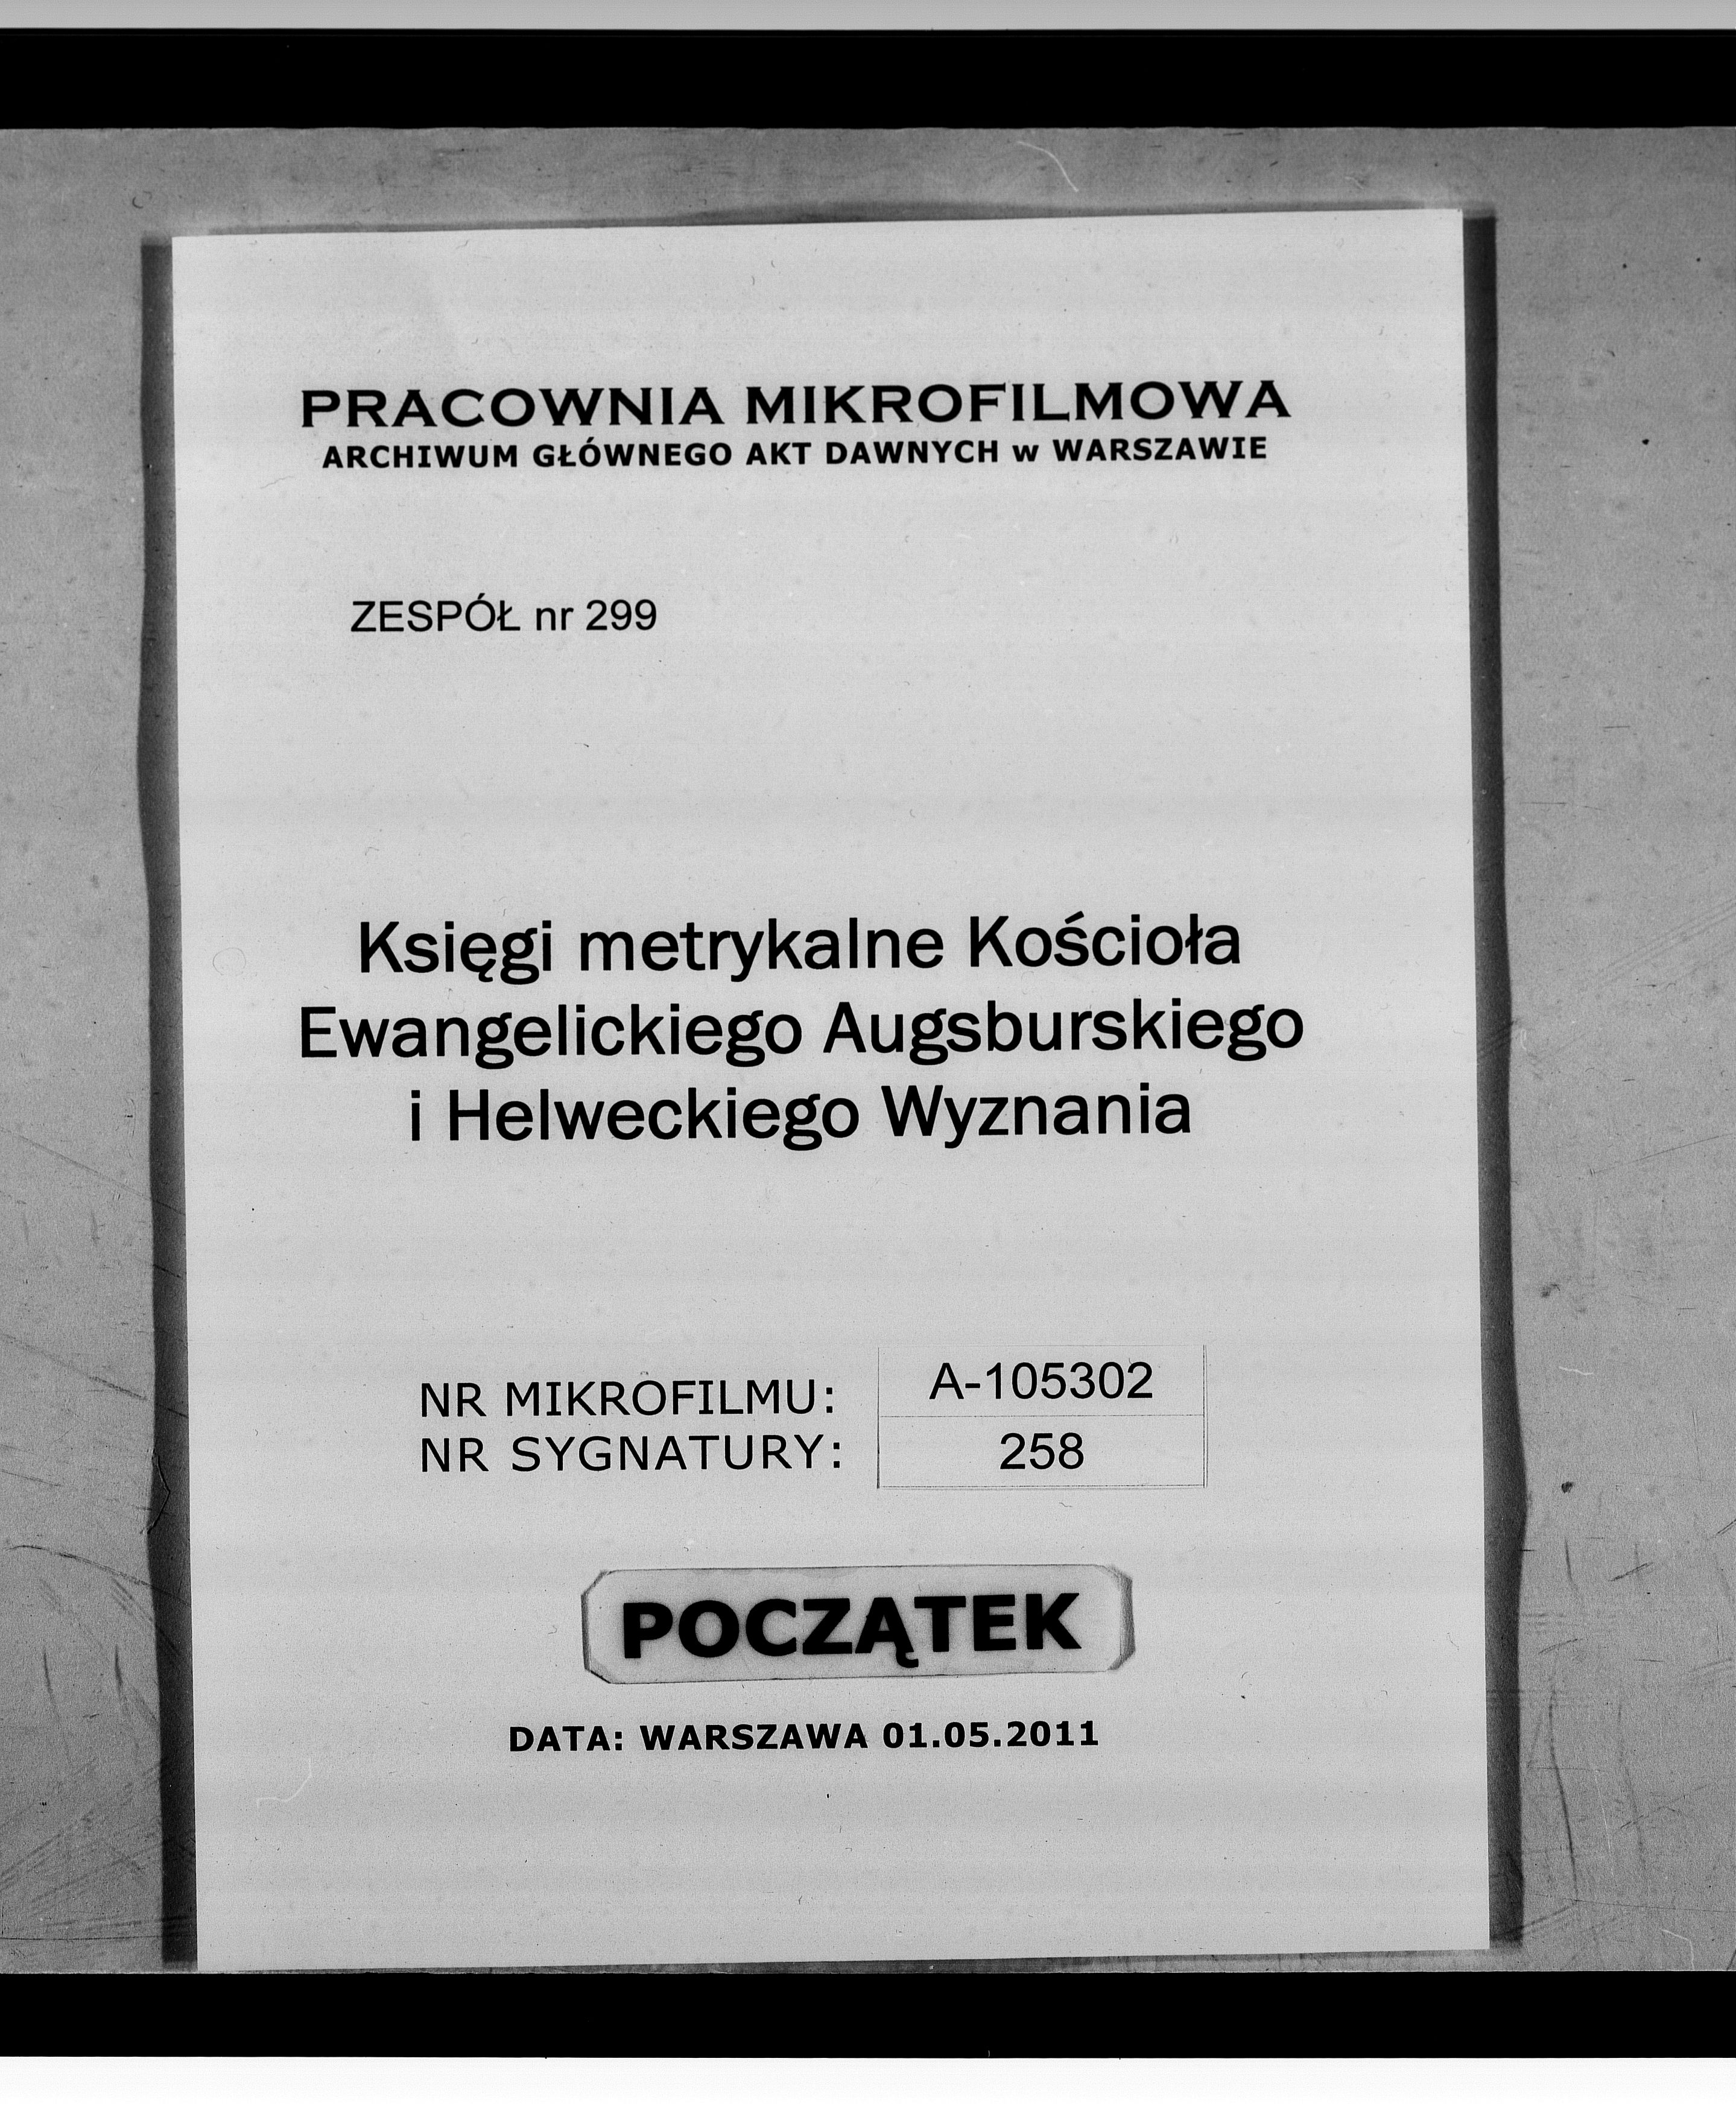 PRACOWNIA MIKROFILMOWA
ARCHIWUM GŁÓWNEGO AKT DAWNYCH w WARSZAWIE
ZESPÓŁ nr 299
Księgi metrykalne Kościoła
Ewangelickiego Augsburskiego
i Helweckiego Wyznania
NR MIKROFILMU: A-105302
NR SYGNATURY: 258
POCZĄTEK
DATA: WARSZAWA 01.05.2011